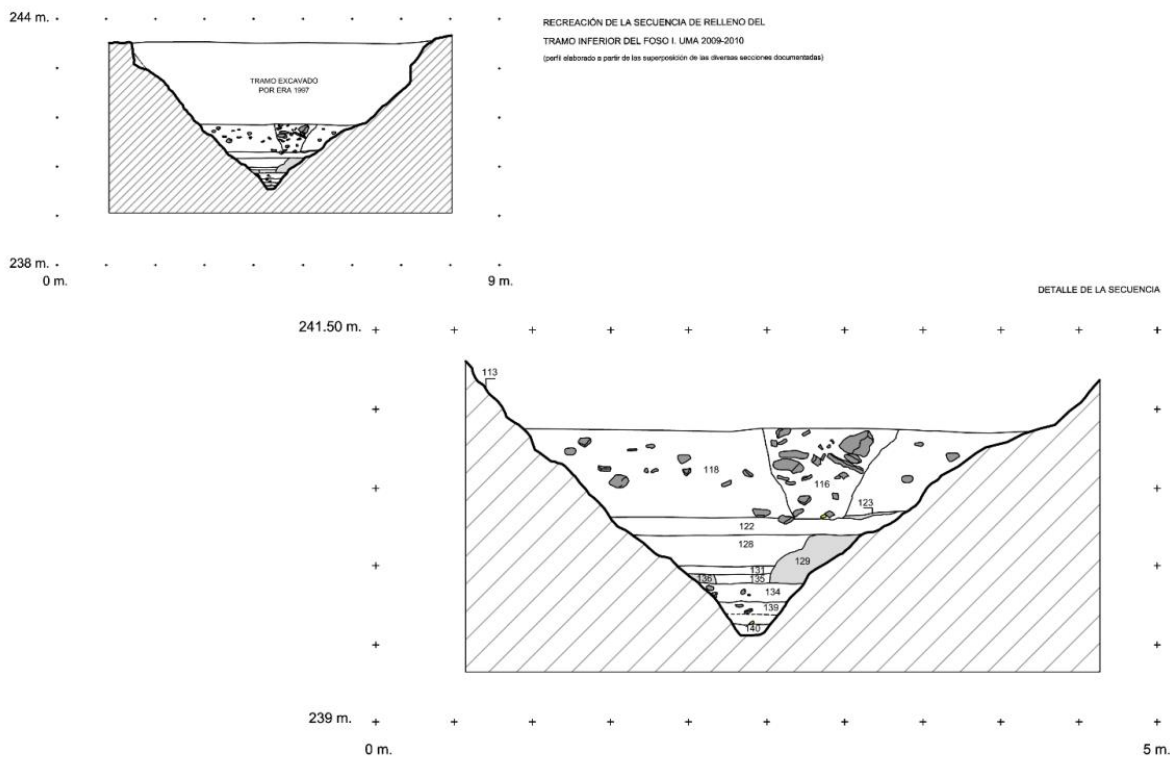 244 m.
RECREACIÓN DE LA SECUENCIA DE RELLENO DEL
TRAMO INFERIOR DEL FOSO I. UMA 2009-2010
(perfil elaborado a partir de las superposición de las diversas secciones documentadas)
TRAMO EXCAVADO
POR ERA 1997
238 m.
0 m.
9 m.
DETALLE DE LA SECUENCIA
241.50 m.
113
118
116
123
122
128
129
131
136
135
134
139
140
239 m.
0 m.
5 m.